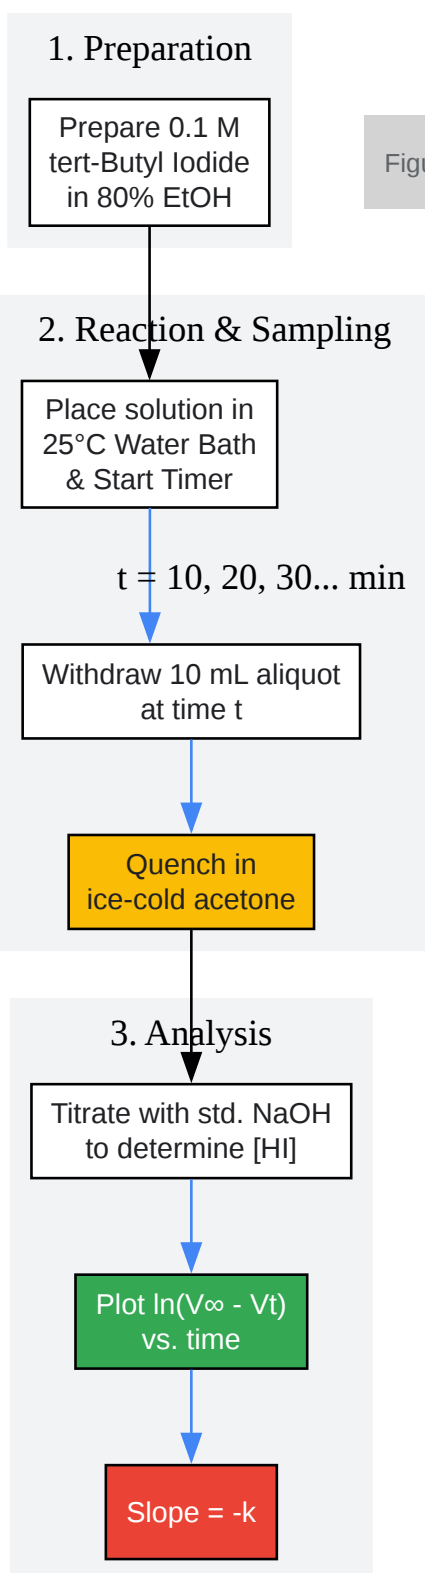 1. Preparation
Prepare 0.1 M
tert-Butyl Iodide
in 80% EtOH
2. Reaction & Sampling
Place solution in
25°C Water Bath
& Start Timer
t = 10, 20, 30... min
Withdraw 10 mL aliquot
at time t
Quench in
ice-cold acetone
3. Analysis
Titrate with std. NaOH
to determine [HI]
Plot ln(V∞ - Vt)
vs. time
Slope = -k